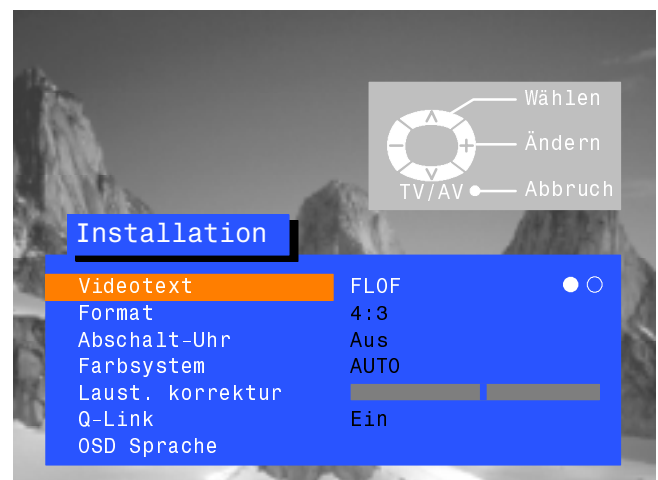 Wählen
Ändern
TV/AV Abbruch
Installation
Videotext FLOF
Format 4:3
Abschalt-Uhr Aus
Farbsystem AUTO
Laust. korrektur
Q-Link Ein
OSD Sprache